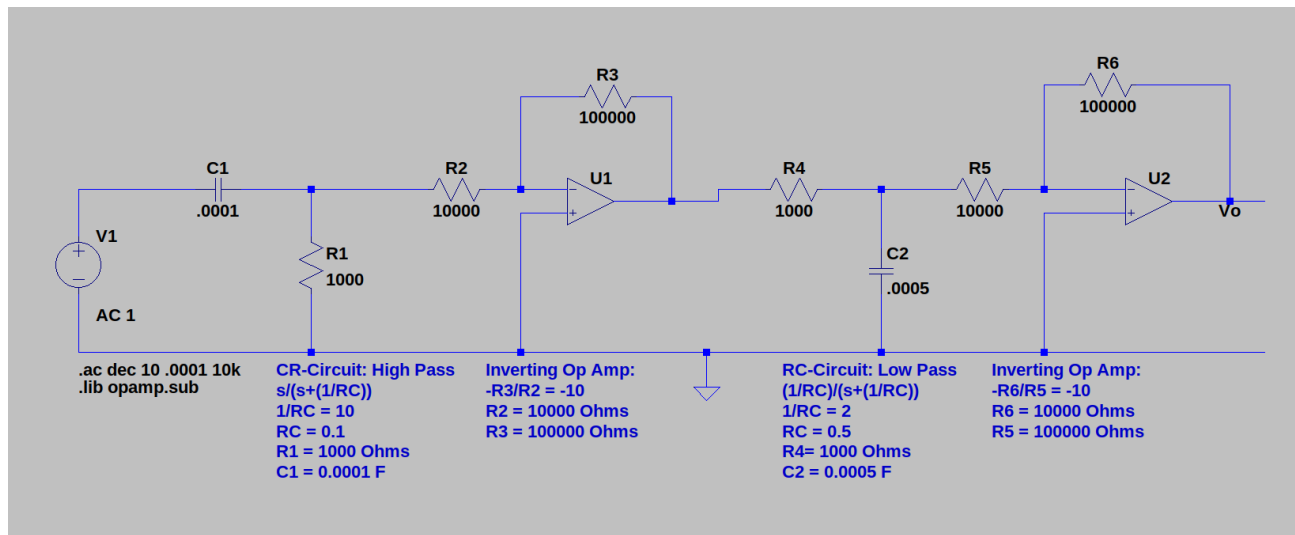 R6
100000
R3
100000
C1
.0001
R2
10000
U1
R4
1000
R5
10000
U2
Vo
V1
AC 1
R1
1000
C2
.0005
.ac dec 10 .0001 10k
.lib opamp.sub
CR-Circuit: High Pass
s/(s+(1/RC))
1/RC = 10
RC = 0.1
R1 = 1000 Ohms
C1 = 0.0001 F
Inverting Op Amp:
-R3/R2 = -10
R2 = 10000 Ohms
R3 = 100000 Ohms
RC-Circuit: Low Pass
(1/RC)/(s+(1/RC))
1/RC = 2
RC = 0.5
R4= 1000 Ohms
C2 = 0.0005 F
Inverting Op Amp:
-R6/R5 = -10
R6 = 10000 Ohms
R5 = 100000 Ohms